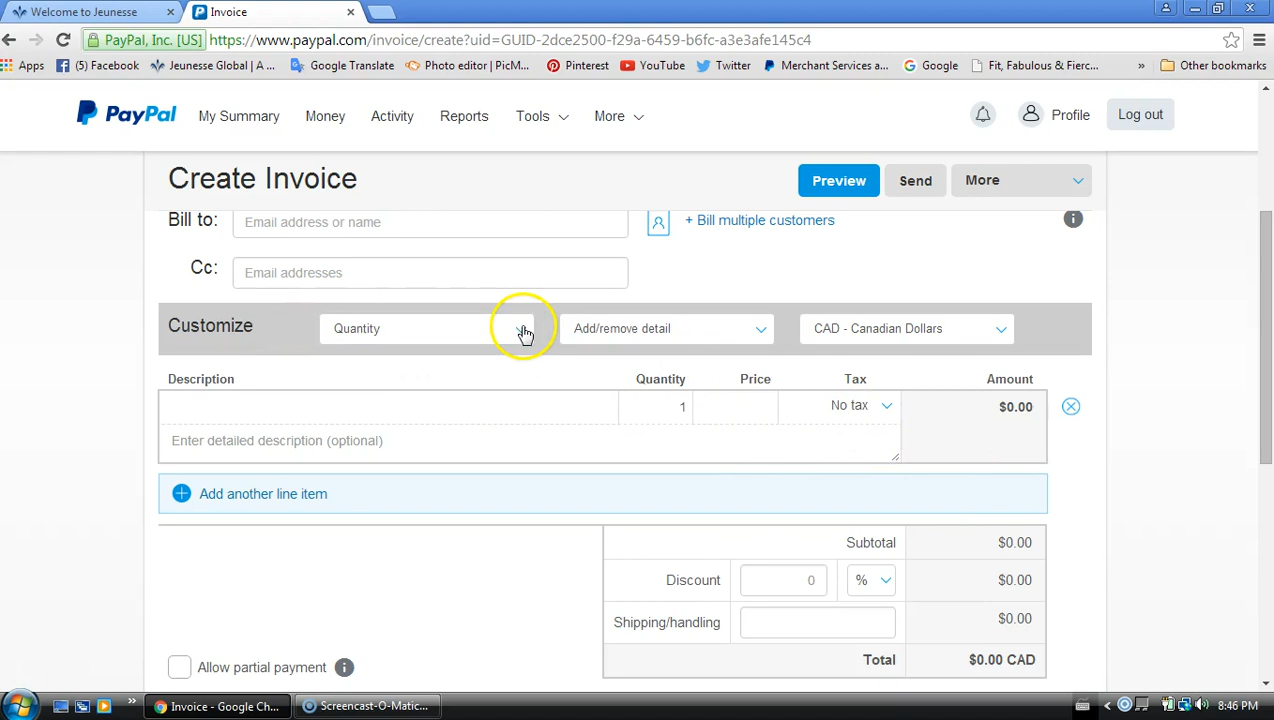 Welcome to Jeunesse
Invoice
PayPal, Inc. [US] https://www.paypal.com/invoice/create?uid=GUID-2dce2500-f29a-6459-b6fc-a3e3afe145c4
Apps (5) Facebook Jeunesse Global | A ... Google Translate Photo editor | PicM... Pinterest YouTube Twitter Merchant Services a... Google Fit, Fabulous & Fierc... » Other bookmarks
PayPal My Summary Money Activity Reports Tools More Profile Log out
Create Invoice Preview Send More
Bill to: Email address or name + Bill multiple customers
Cc: Email addresses
Customize Quantity Add/remove detail CAD - Canadian Dollars
Description Quantity Price Tax Amount
1 No tax $0.00
Enter detailed description (optional)
Add another line item
Subtotal $0.00
Discount 0 % $0.00
Shipping/handling $0.00
Total $0.00 CAD
Allow partial payment
Invoice - Google Ch... Screencast-O-Matic... 8:46 PM